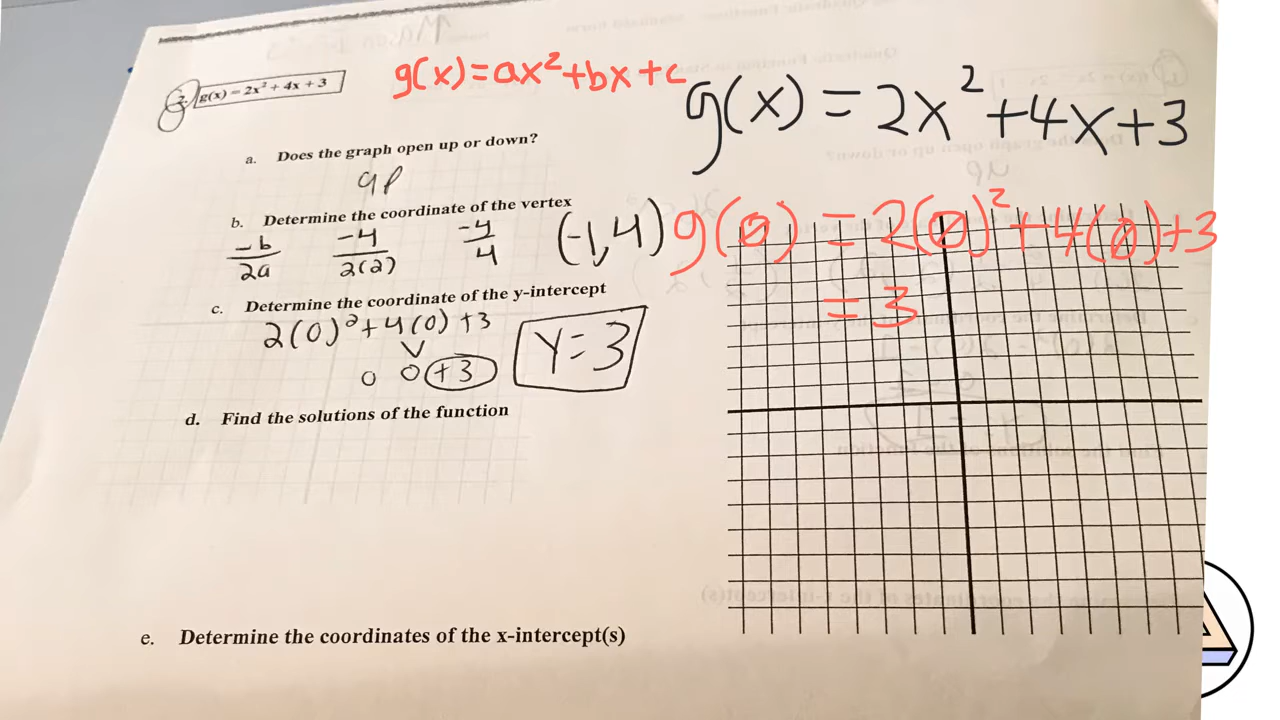 g(x) = ax² + bx + c
2. g(x) = 2x² + 4x + 3
g(x) = 2x² + 4x + 3
a. Does the graph open up or down?
up
b. Determine the coordinate of the vertex
-b/2a -4/2(2) -4/4 (-1, 4)
g(0) = 2(0)² + 4(0) + 3
= 3
c. Determine the coordinate of the y-intercept
2(0)² + 4(0) + 3
0 0 + 3
Y = 3
d. Find the solutions of the function
e. Determine the coordinates of the x-intercept(s)